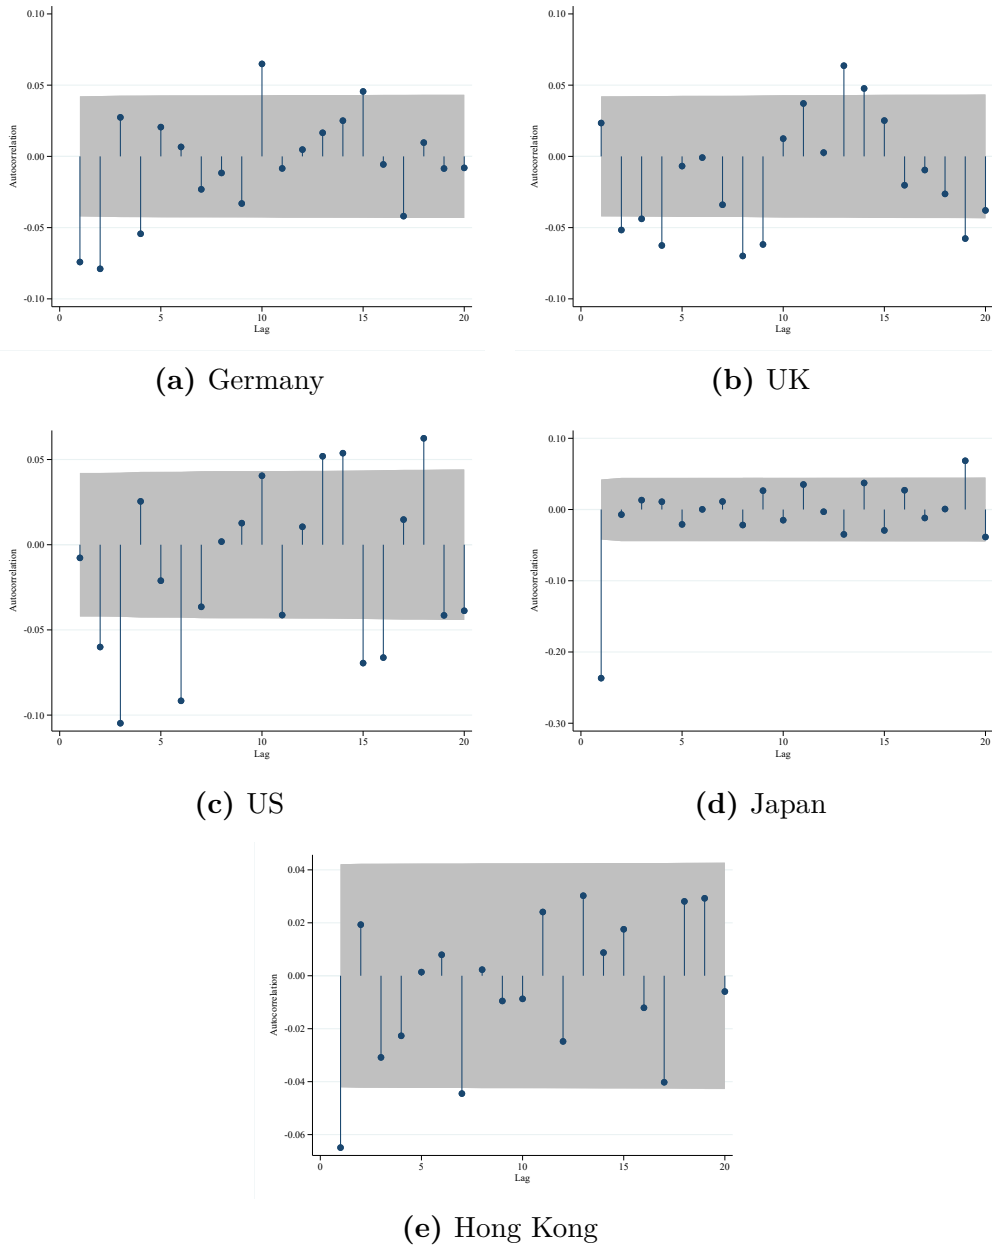 0.10
0.05
0.00
-0.05
-0.10
Autocorrelation
0 5 10 15 20
Lag
(a) Germany
0.10
0.05
0.00
-0.05
-0.10
Autocorrelation
0 5 10 15 20
Lag
(b) UK
0.05
0.00
-0.05
-0.10
Autocorrelation
0 5 10 15 20
Lag
(c) US
0.10
0.00
-0.10
-0.20
-0.30
Autocorrelation
0 5 10 15 20
Lag
(d) Japan
0.04
0.02
0.00
-0.02
-0.04
-0.06
Autocorrelation
0 5 10 15 20
Lag
(e) Hong Kong